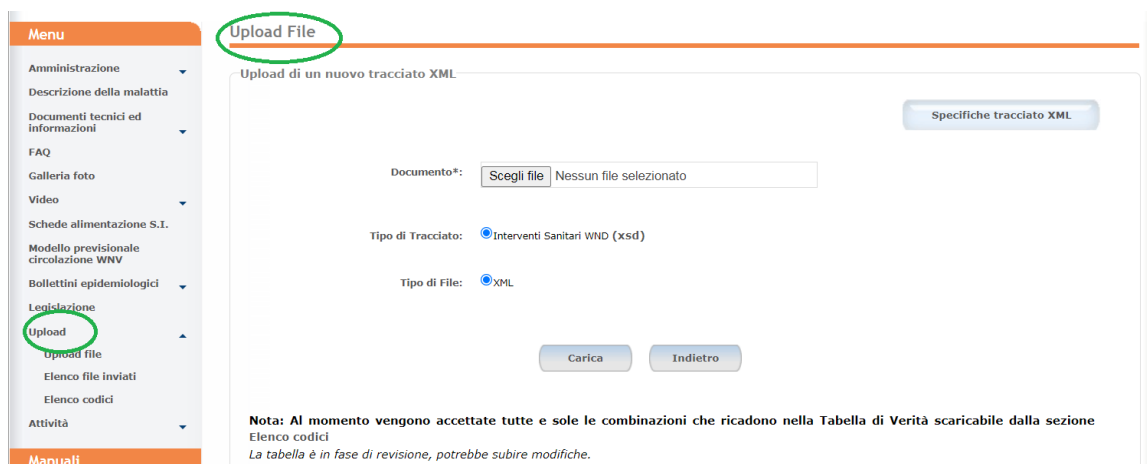 Menu
Amministrazione
Descrizione della malattia
Documenti tecnici ed
informazioni
FAQ
Galleria foto
Video
Schede alimentazione S.I.
Modello previsionale
circolazione WNV
Bollettini epidemiologici
Legislazione
Upload
Upload file
Elenco file inviati
Elenco codici
Attività
Manuali
Upload File
Upload di un nuovo tracciato XML
Specifiche tracciato XML
Documento*: Scegli file Nessun file selezionato
Tipo di Tracciato: Interventi Sanitari WND (xsd)
Tipo di File: XML
Carica Indietro
Nota: Al momento vengono accettate tutte e sole le combinazioni che ricadono nella Tabella di Verità scaricabile dalla sezione
Elenco codici
La tabella è in fase di revisione, potrebbe subire modifiche.